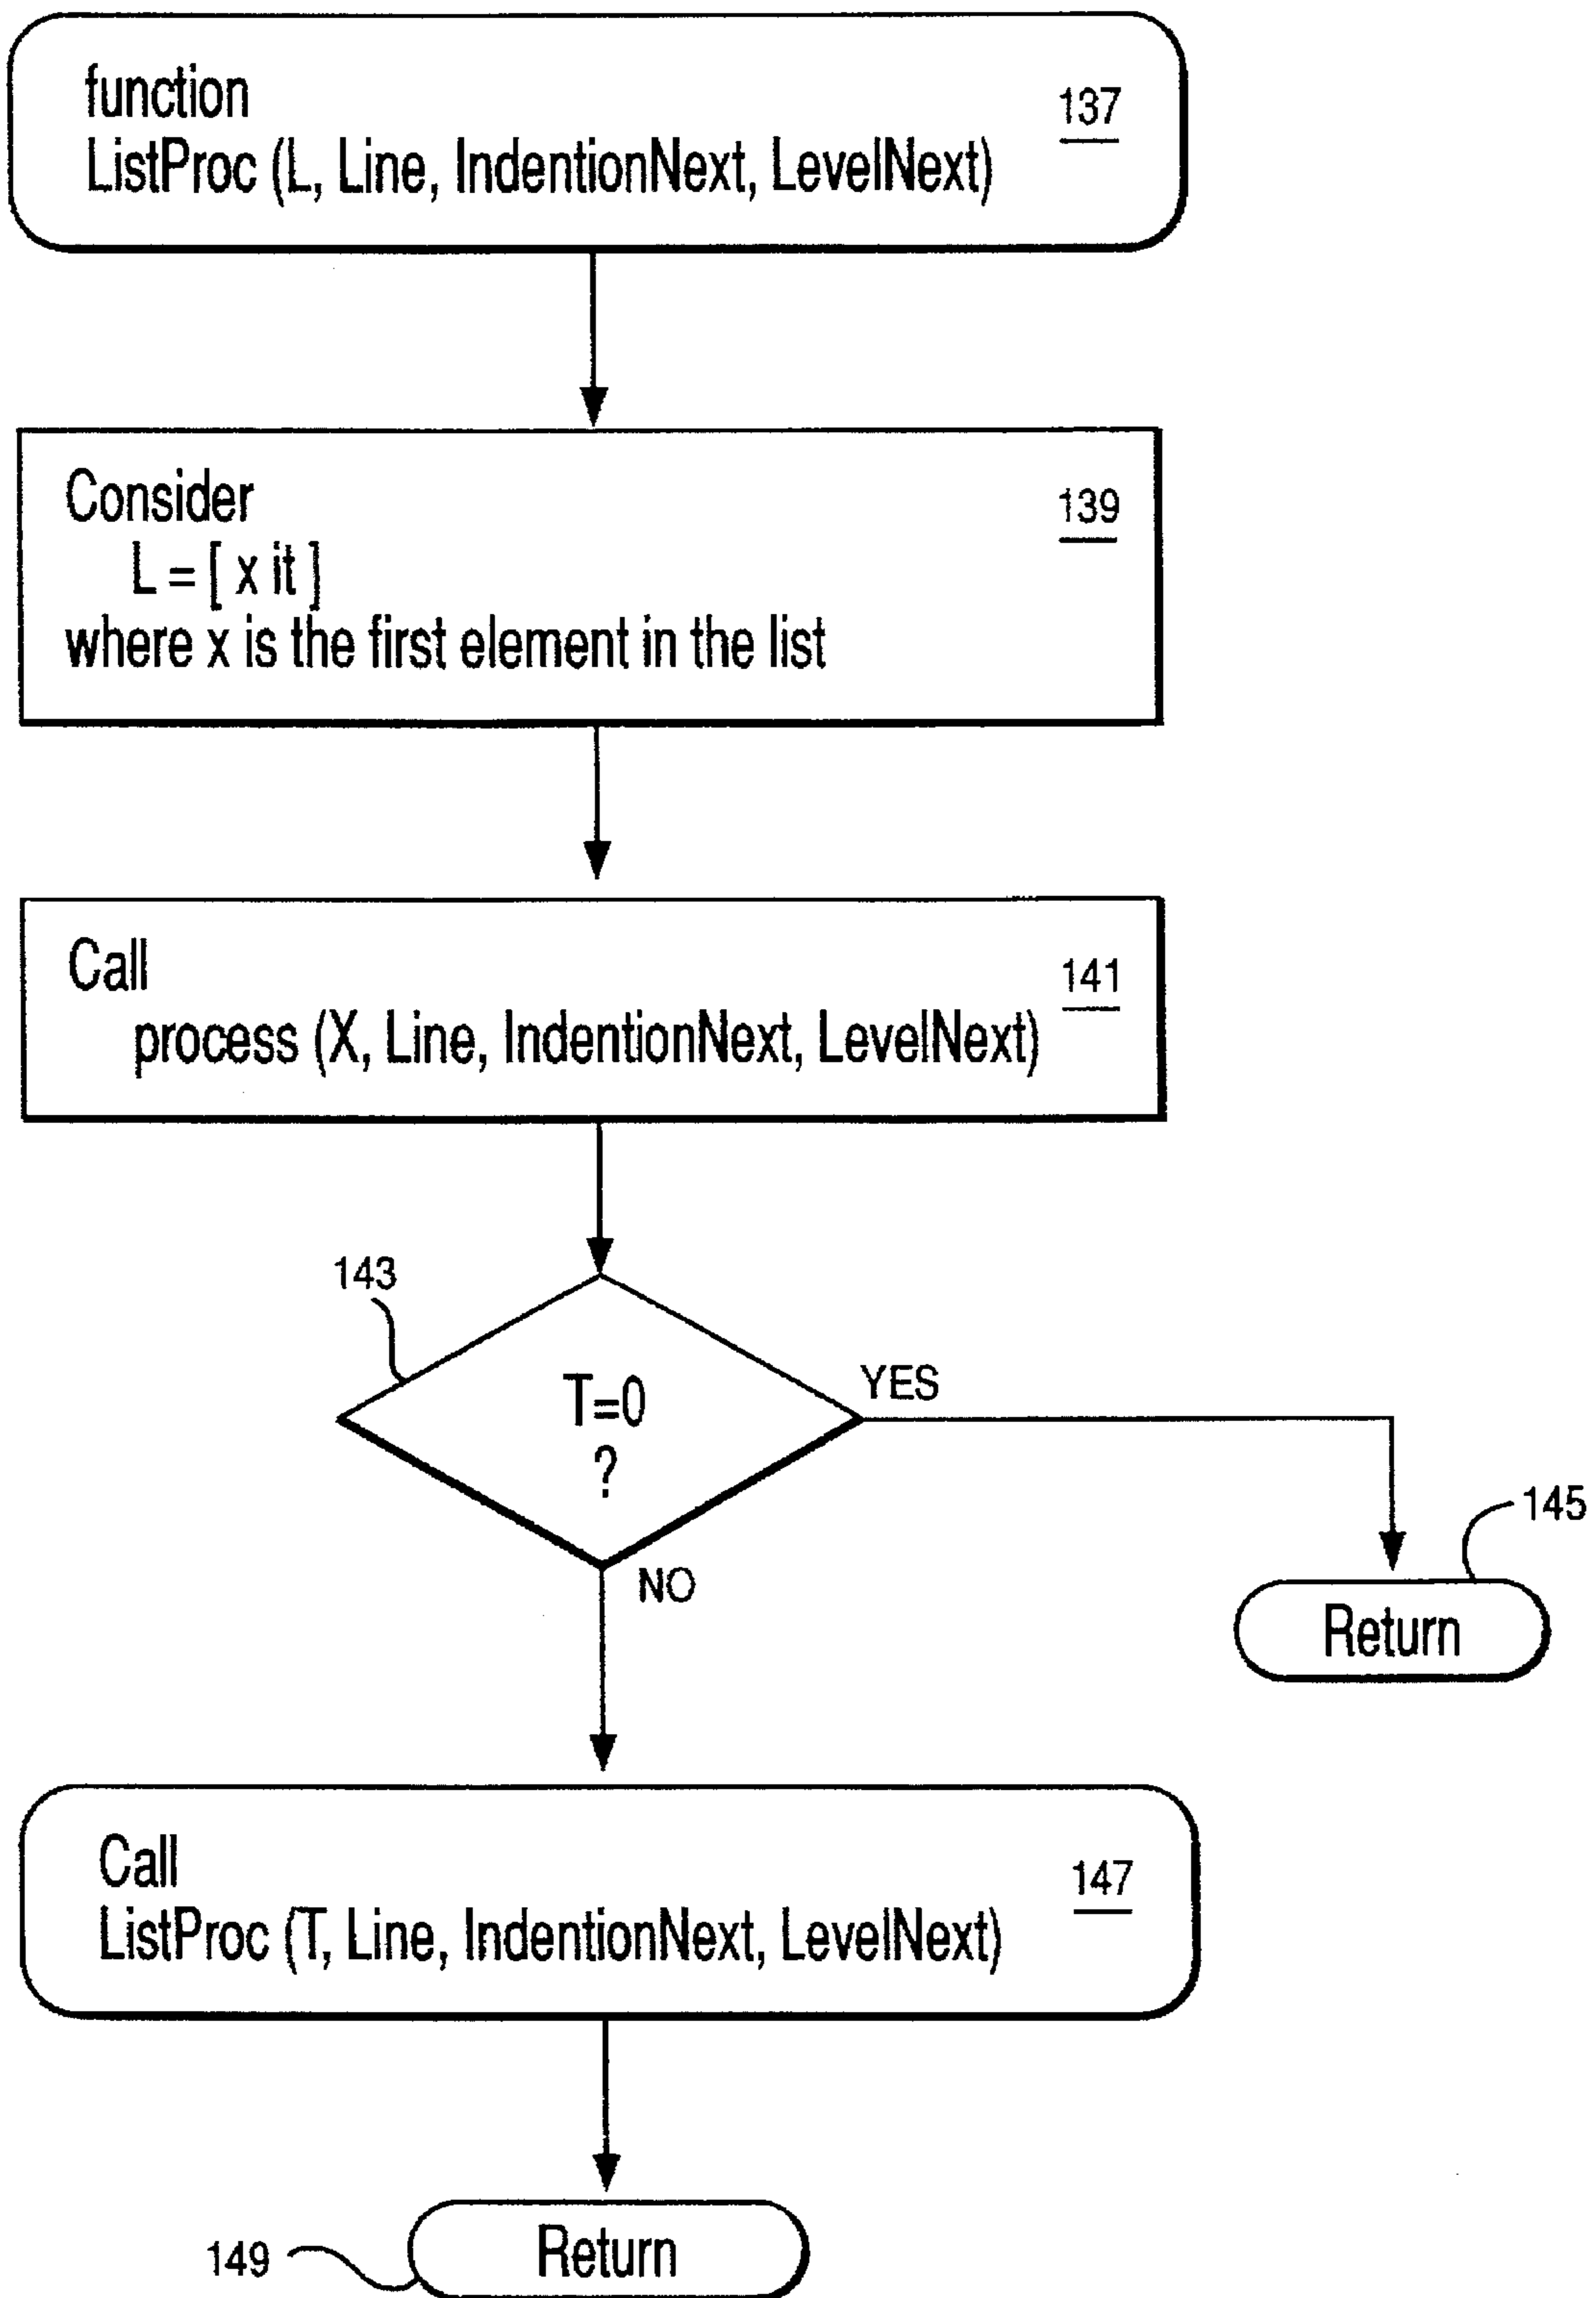 function
137
ListProc (L, Line, IndentionNext, LevelNext)
Consider
139
L = [ x it ]
where x is the first element in the list
Call
141
process (X, Line, IndentionNext, LevelNext)
143
T=0
?
YES
145
NO
Return
Call
147
ListProc (T, Line, IndentionNext, LevelNext)
149
Return